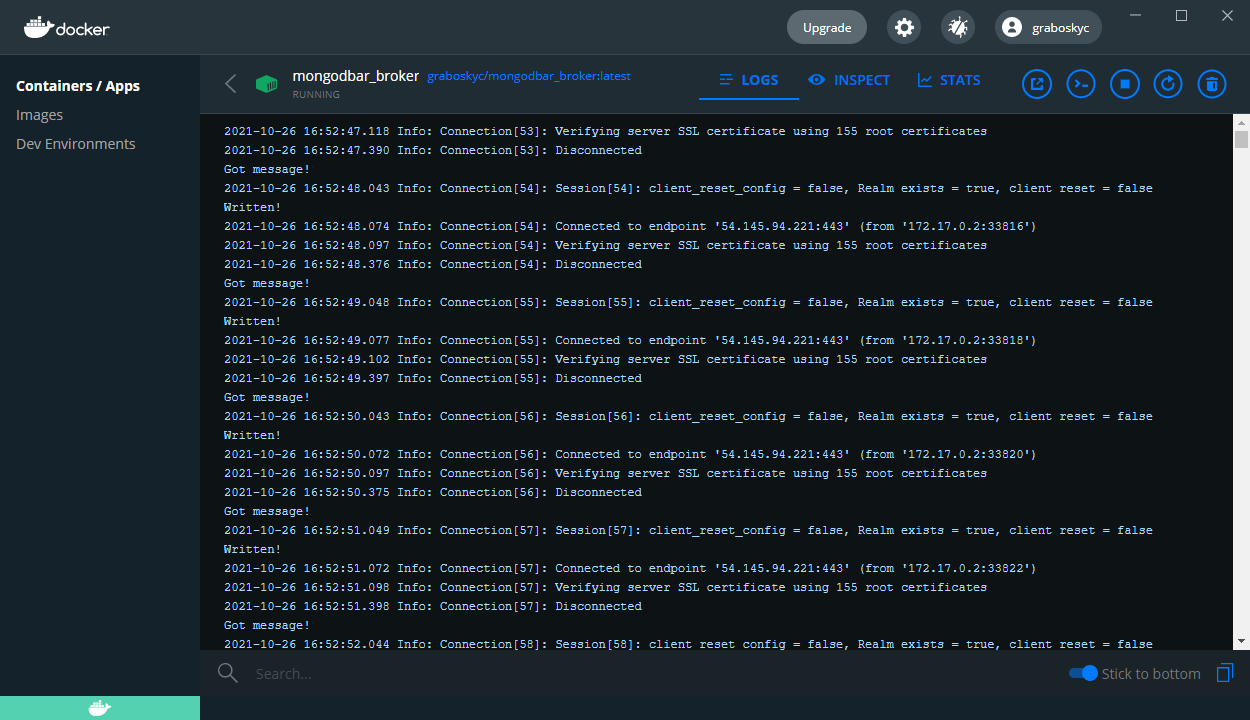 docker
Upgrade
graboskyc
Containers / Apps
Images
Dev Environments
mongodbar_broker graboskyc/mongodbar_broker:latest
RUNNING
LOGS
INSPECT
STATS
2021-10-26 16:52:47.118 Info: Connection[53]: Verifying server SSL certificate using 155 root certificates
2021-10-26 16:52:47.390 Info: Connection[53]: Disconnected
Got message!
2021-10-26 16:52:48.043 Info: Connection[54]: Session[54]: client_reset_config = false, Realm exists = true, client reset = false
Written!
2021-10-26 16:52:48.074 Info: Connection[54]: Connected to endpoint '54.145.94.221:443' (from '172.17.0.2:33816')
2021-10-26 16:52:48.097 Info: Connection[54]: Verifying server SSL certificate using 155 root certificates
2021-10-26 16:52:48.376 Info: Connection[54]: Disconnected
Got message!
2021-10-26 16:52:49.048 Info: Connection[55]: Session[55]: client_reset_config = false, Realm exists = true, client reset = false
Written!
2021-10-26 16:52:49.077 Info: Connection[55]: Connected to endpoint '54.145.94.221:443' (from '172.17.0.2:33818')
2021-10-26 16:52:49.102 Info: Connection[55]: Verifying server SSL certificate using 155 root certificates
2021-10-26 16:52:49.397 Info: Connection[55]: Disconnected
Got message!
2021-10-26 16:52:50.043 Info: Connection[56]: Session[56]: client_reset_config = false, Realm exists = true, client reset = false
Written!
2021-10-26 16:52:50.072 Info: Connection[56]: Connected to endpoint '54.145.94.221:443' (from '172.17.0.2:33820')
2021-10-26 16:52:50.097 Info: Connection[56]: Verifying server SSL certificate using 155 root certificates
2021-10-26 16:52:50.375 Info: Connection[56]: Disconnected
Got message!
2021-10-26 16:52:51.049 Info: Connection[57]: Session[57]: client_reset_config = false, Realm exists = true, client reset = false
Written!
2021-10-26 16:52:51.072 Info: Connection[57]: Connected to endpoint '54.145.94.221:443' (from '172.17.0.2:33822')
2021-10-26 16:52:51.098 Info: Connection[57]: Verifying server SSL certificate using 155 root certificates
2021-10-26 16:52:51.398 Info: Connection[57]: Disconnected
Got message!
2021-10-26 16:52:52.044 Info: Connection[58]: Session[58]: client_reset_config = false, Realm exists = true, client reset = false
Search...
Stick to bottom